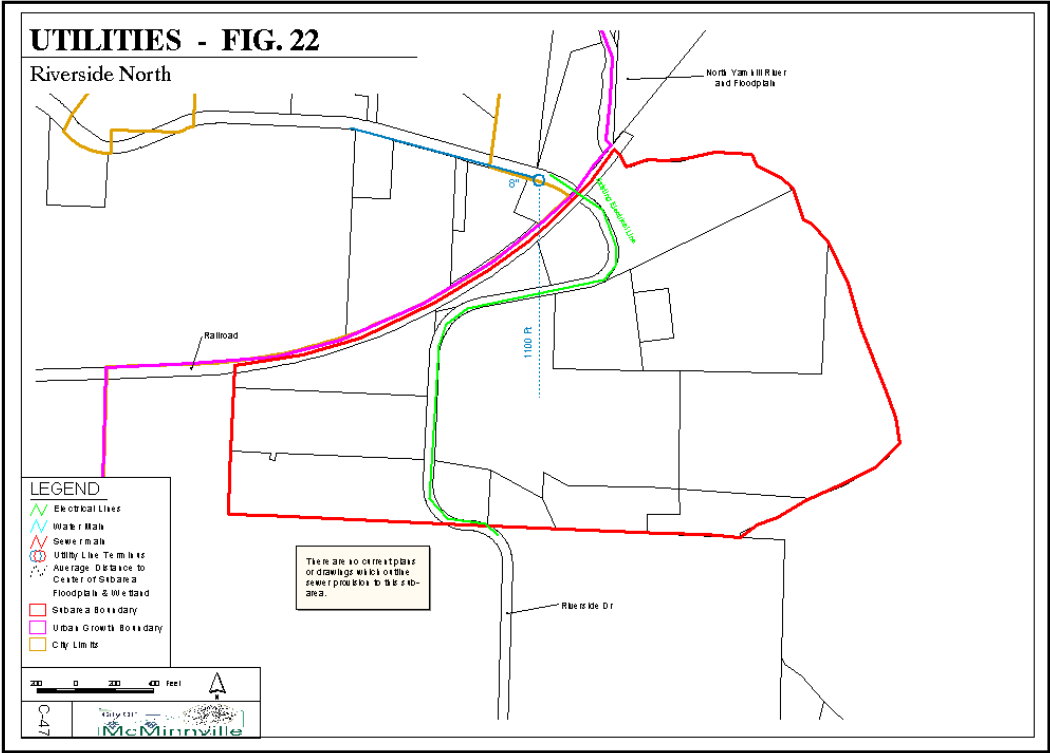 UTILITIES - FIG. 22
Riverside North
North Yamhill River
and Floodplain
8"
Existing Electrical Line
1100 Ft
Railroad
LEGEND
Electrical Lines
Water Main
Sewer main
Utility Line Terminus
Average Distance to
Center of Subarea
Floodplain & Wetland
Subarea Boundary
Urban Growth Boundary
City Limits
There are no current plans
or drawings which outline
sewer provision to this sub-
area.
Riverside Dr
200 0 200 400 Feet
N
C-47
City Of
McMinnville